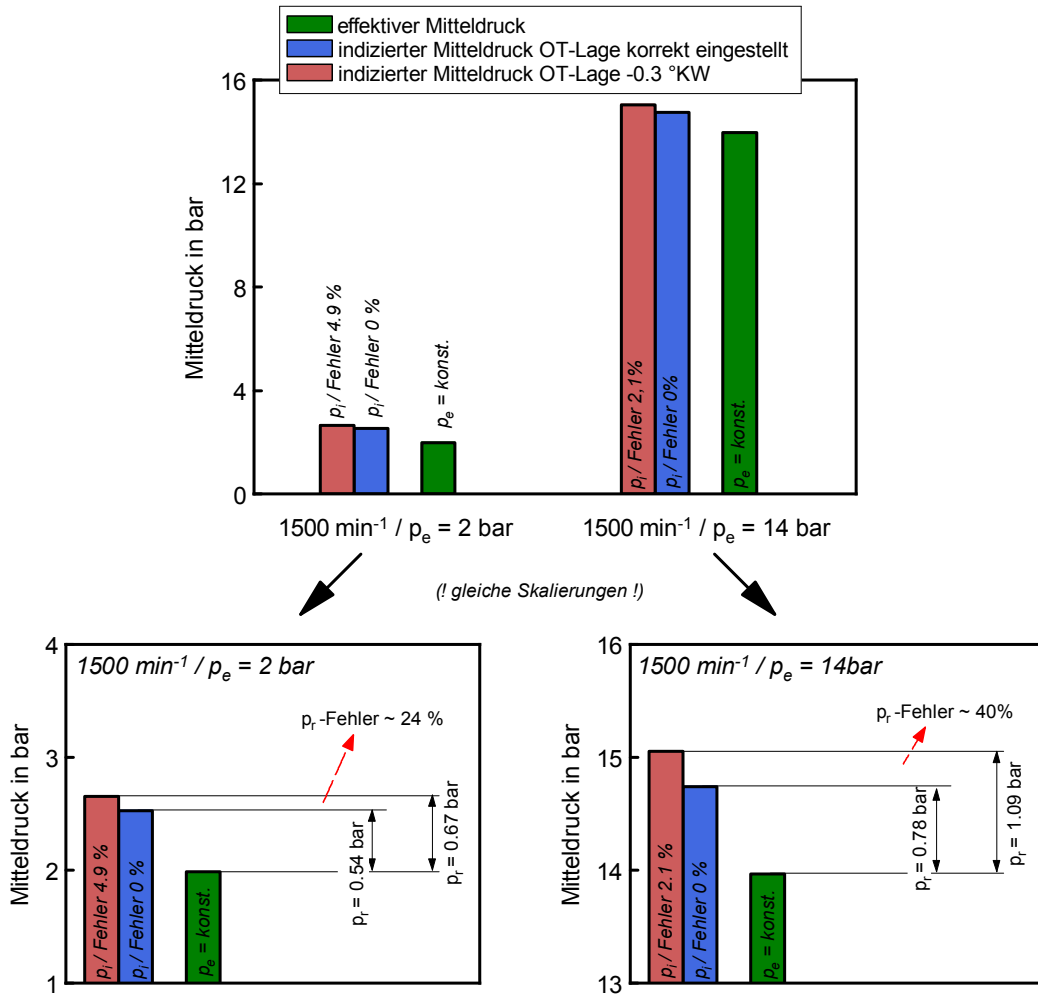 effektiver Mitteldruck
indizierter Mitteldruck OT-Lage korrekt eingestellt
indizierter Mitteldruck OT-Lage -0.3 °KW
Mitteldruck in bar
16
12
8
4
0
pi / Fehler 4.9 %
pi / Fehler 0 %
pe = konst.
pi / Fehler 2,1%
pi / Fehler 0%
pe = konst.
1500 min-1 / pe = 2 bar
1500 min-1 / pe = 14 bar
(! gleiche Skalierungen !)
Mitteldruck in bar
4
3
2
1
1500 min-1 / pe = 2 bar
pr -Fehler ~ 24 %
pi / Fehler 4.9 %
pi / Fehler 0 %
pe = konst.
pr = 0.54 bar
pr = 0.67 bar
Mitteldruck in bar
16
15
14
13
1500 min-1 / pe = 14bar
pr -Fehler ~ 40%
pi / Fehler 2.1 %
pi / Fehler 0 %
pe = konst.
pr = 0.78 bar
pr = 1.09 bar